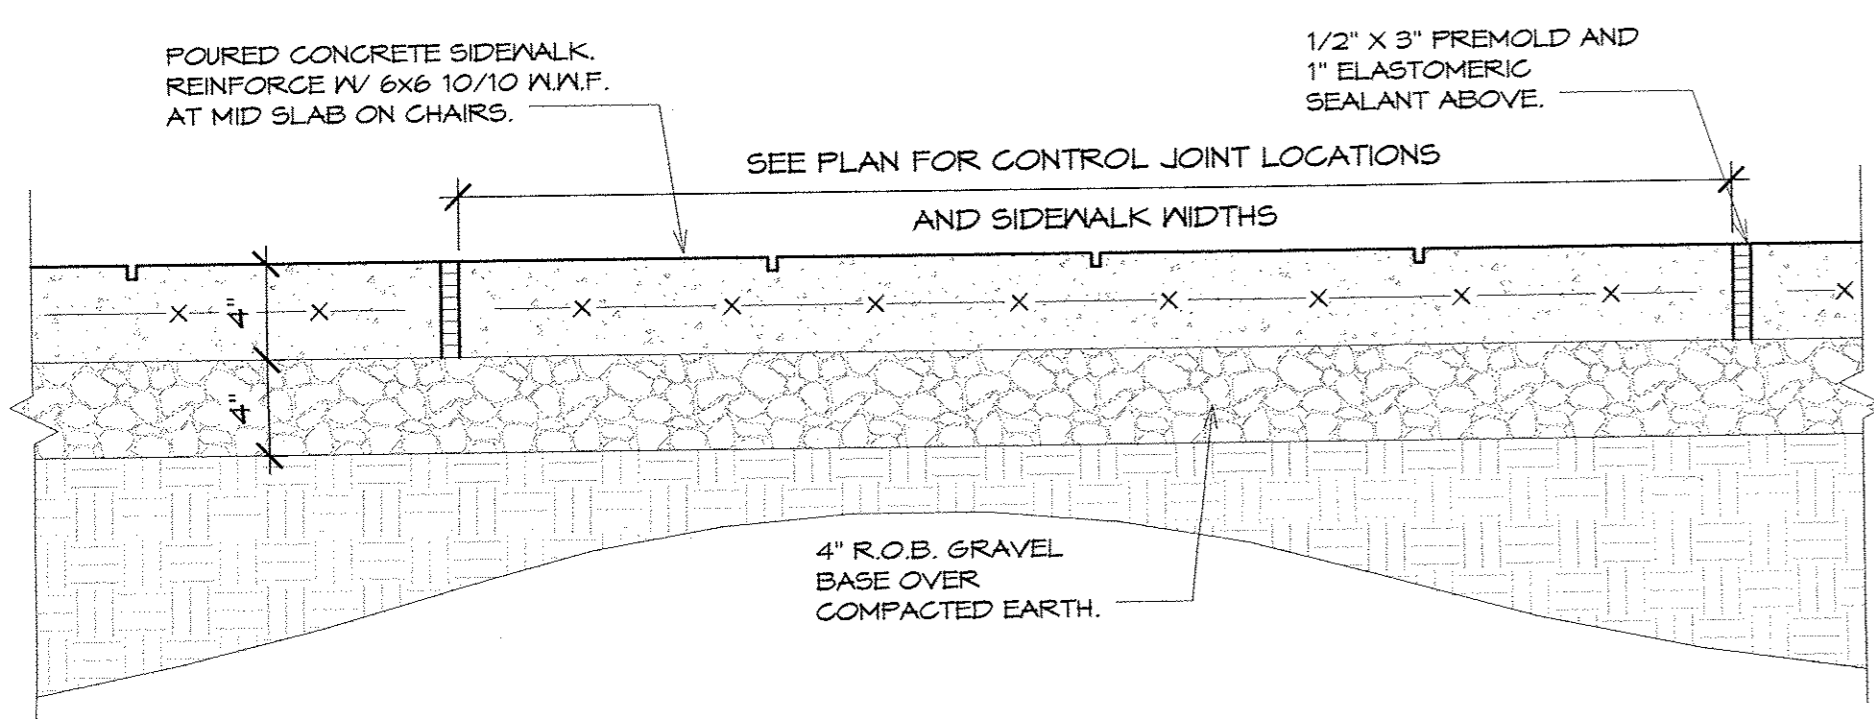 POURED CONCRETE SIDEWALK.
REINFORCE W/ 6x6 10/10 W.W.F.
AT MID SLAB ON CHAIRS.
1/2" X 3" PREMOLD AND
1" ELASTOMERIC
SEALANT ABOVE.
SEE PLAN FOR CONTROL JOINT LOCATIONS
AND SIDEWALK WIDTHS
4"
4"
4" R.O.B. GRAVEL
BASE OVER
COMPACTED EARTH.